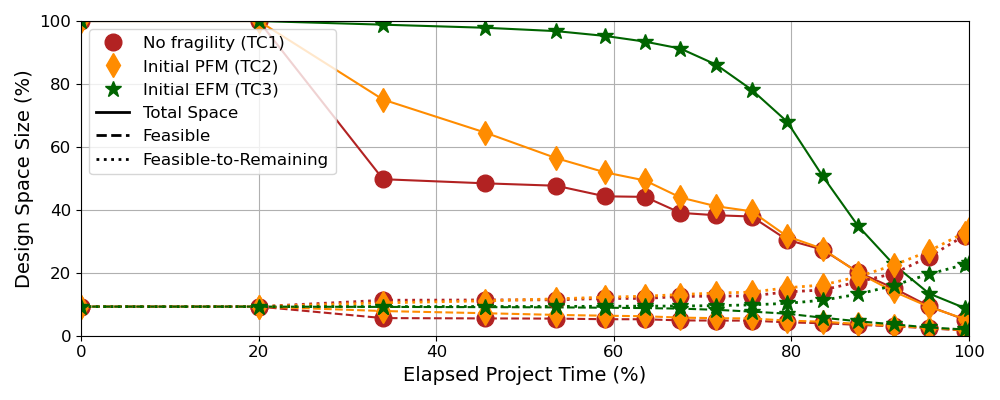 100
80
60
40
20
0
Design Space Size (%)
No fragility (TC1)
Initial PFM (TC2)
Initial EFM (TC3)
Total Space
Feasible
Feasible-to-Remaining
0 20 40 60 80 100
Elapsed Project Time (%)